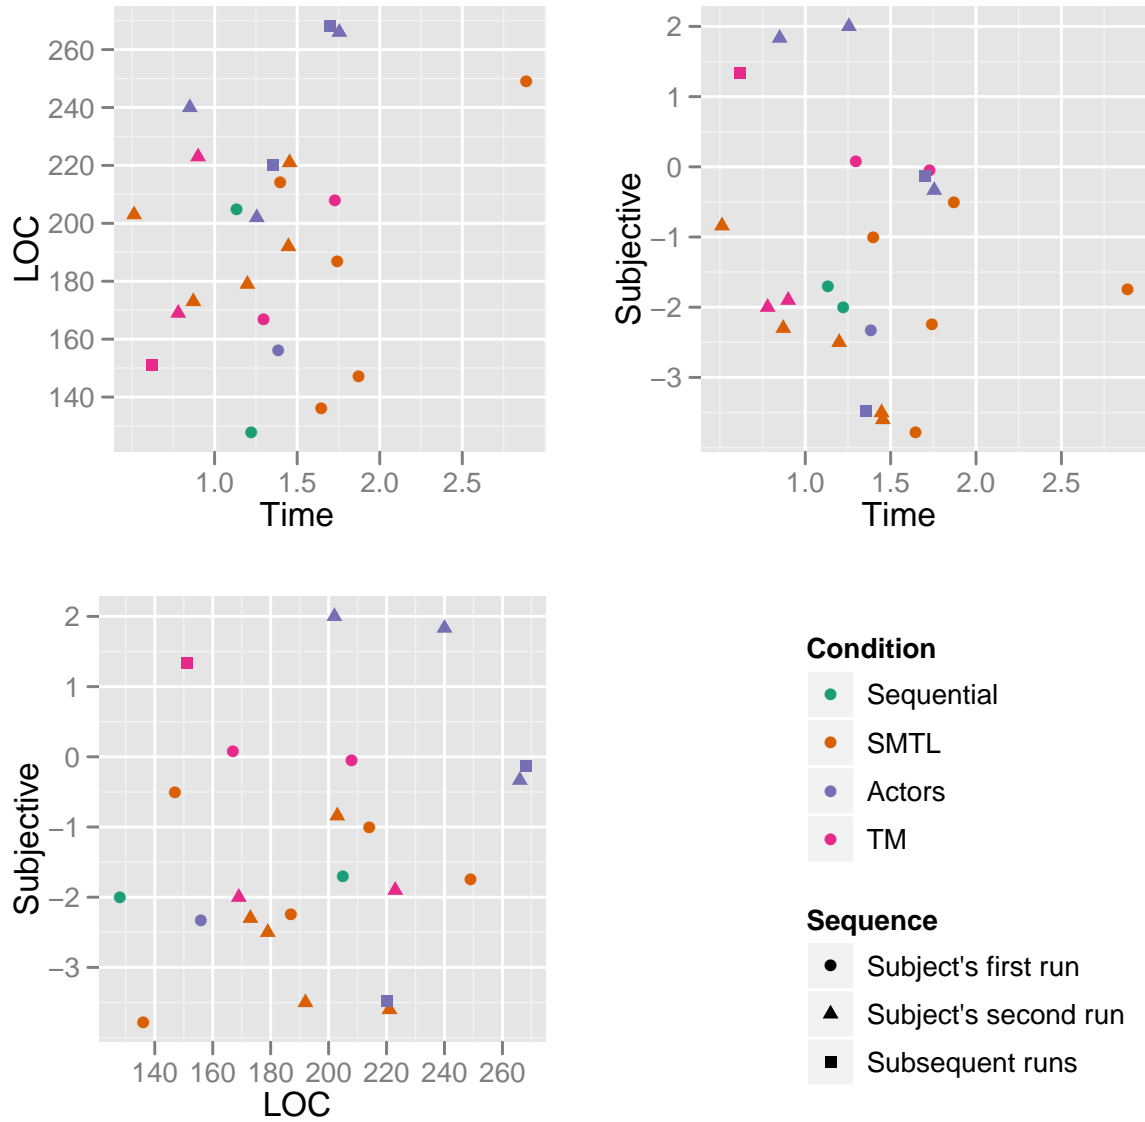 260
240
220
200
180
160
140
LOC
1.0 1.5 2.0 2.5
Time
2
1
0
−1
−2
−3
Subjective
1.0 1.5 2.0 2.5
Time
2
1
0
−1
−2
−3
Subjective
140 160 180 200 220 240 260
LOC
Condition
Sequential
SMTL
Actors
TM
Sequence
Subject's first run
Subject's second run
Subsequent runs